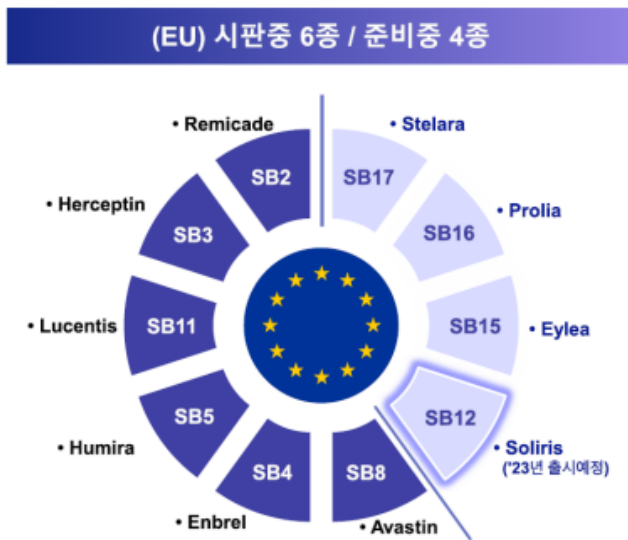 (EU) 시판중 6종 / 준비중 4종
• Remicade
• Stelara
SB2
SB17
• Herceptin
• Prolia
SB3
SB16
• Lucentis
SB11
SB15
• Eylea
SB5
SB12
• Humira
• Soliris
('23년 출시예정)
SB4
SB8
• Enbrel
• Avastin